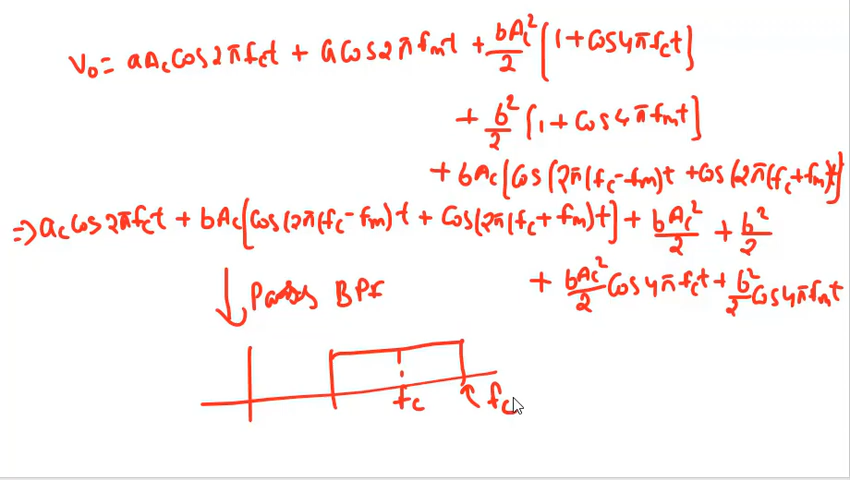 V₀ = aA꜀ cos2πf꜀t + a cos2πfₘt + bA꜀²/2 [1 + cos4πf꜀t]
+ b²/2 [1 + cos4πfₘt]
+ bA꜀ [cos(2π(f꜀-fₘ)t + cos(2π(f꜀+fₘ)t]
⇒ a꜀ cos2πf꜀t + bA꜀[cos(2π(f꜀-fₘ)t + cos(2π(f꜀+fₘ)t] + bA꜀²/2 + b²/2
+ bA꜀²/2 cos4πf꜀t + b²/2 cos4πfₘt
↓ Pass BPF
f꜀ ↑ f꜀